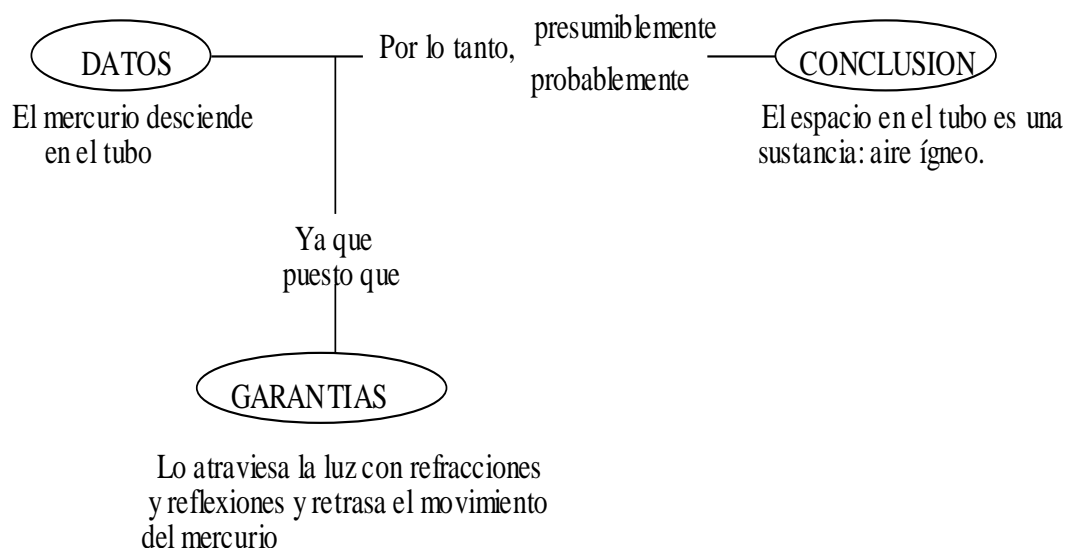 DATOS
Por lo tanto,
presumiblemente
probablemente
CONCLUSION
El mercurio desciende
en el tubo
El espacio en el tubo es una
sustancia: aire ígneo.
Ya que
puesto que
GARANTIAS
Lo atraviesa la luz con refracciones
y reflexiones y retrasa el movimiento
del mercurio